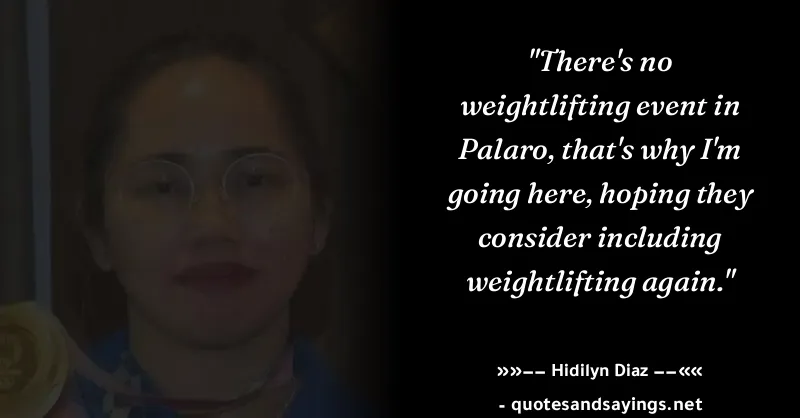 "There's no
weightlifting event in
Palaro, that's why I'm
going here, hoping they
consider including
weightlifting again."
»»–– Hidilyn Diaz ––««
- quotesandsayings.net